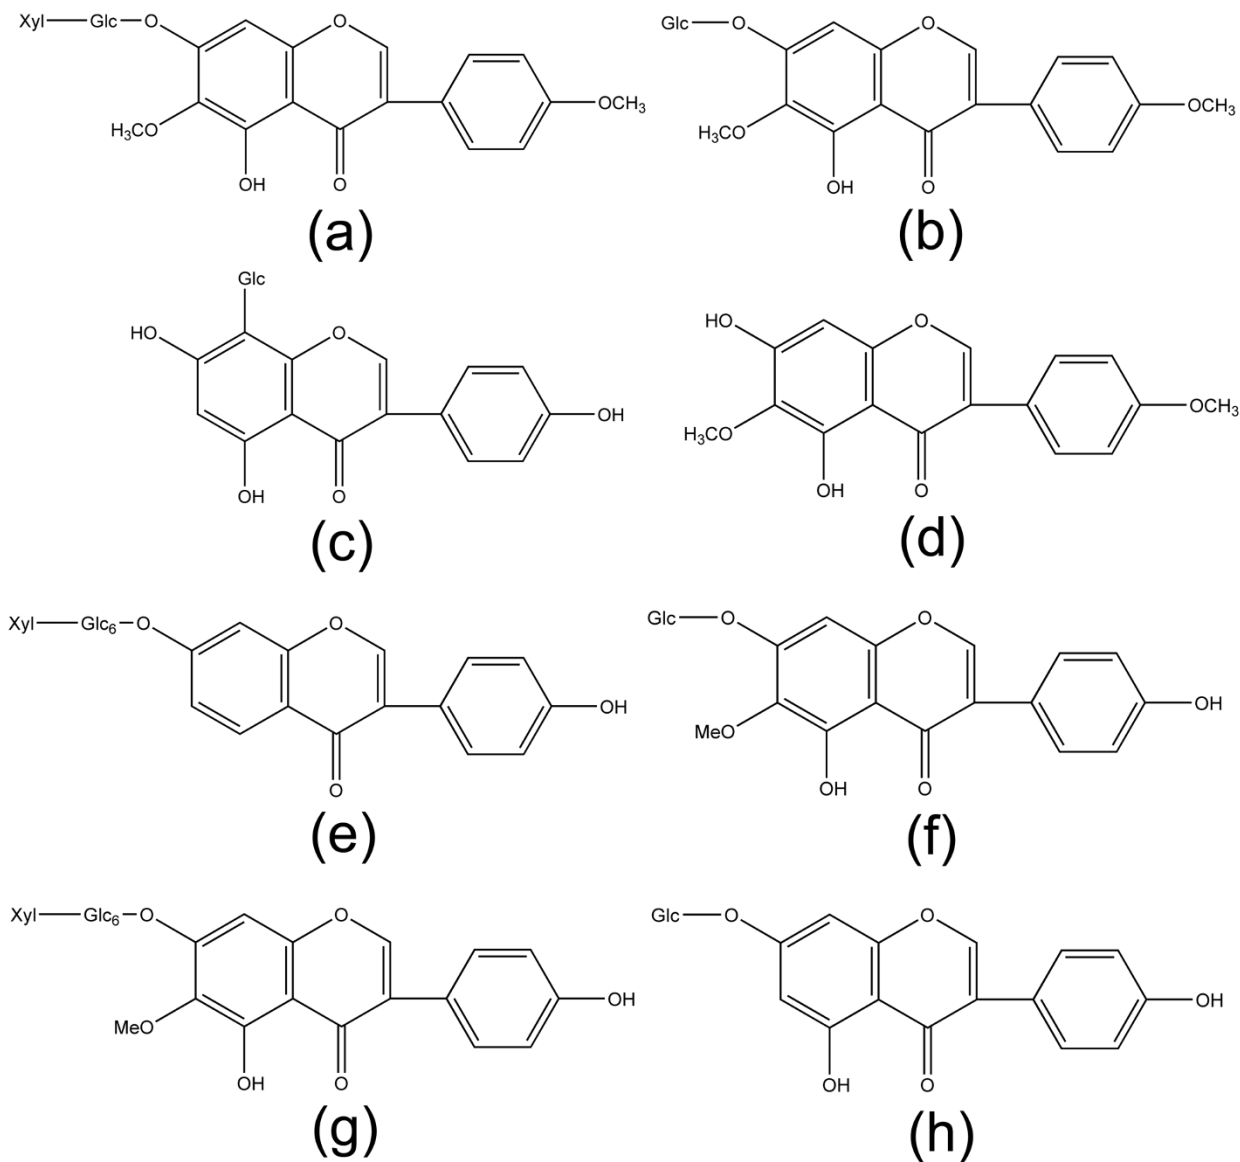 Xyl Glc O O
H₃CO OCH₃
OH O
(a)
Glc O O
H₃CO OCH₃
OH O
(b)
Glc
HO O
OH
OH O
(c)
HO O
H₃CO OCH₃
OH O
(d)
Xyl Glc₆ O O
OH
O
(e)
Glc O O
MeO OH
OH O
(f)
Xyl Glc₆ O O
MeO OH
OH O
(g)
Glc O O
OH
OH O
(h)